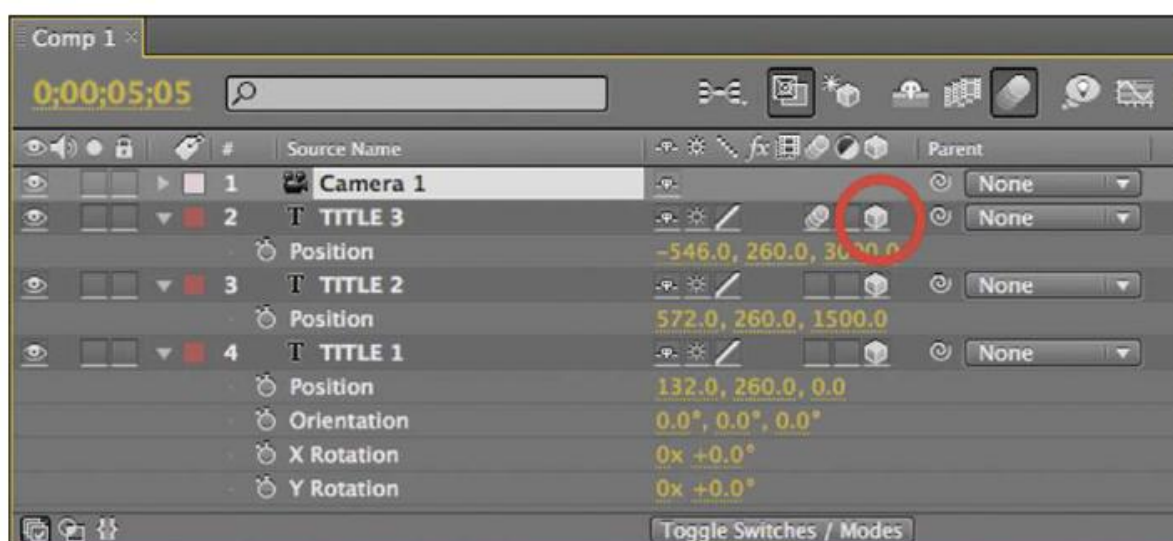 Comp 1
0;00;05;05
# Source Name fx Parent
1 Camera 1 None
2 T TITLE 3 None
Position -546.0, 260.0, 3000.0
3 T TITLE 2 None
Position 572.0, 260.0, 1500.0
4 T TITLE 1 None
Position 132.0, 260.0, 0.0
Orientation 0.0°, 0.0°, 0.0°
X Rotation 0x +0.0°
Y Rotation 0x +0.0°
Toggle Switches / Modes